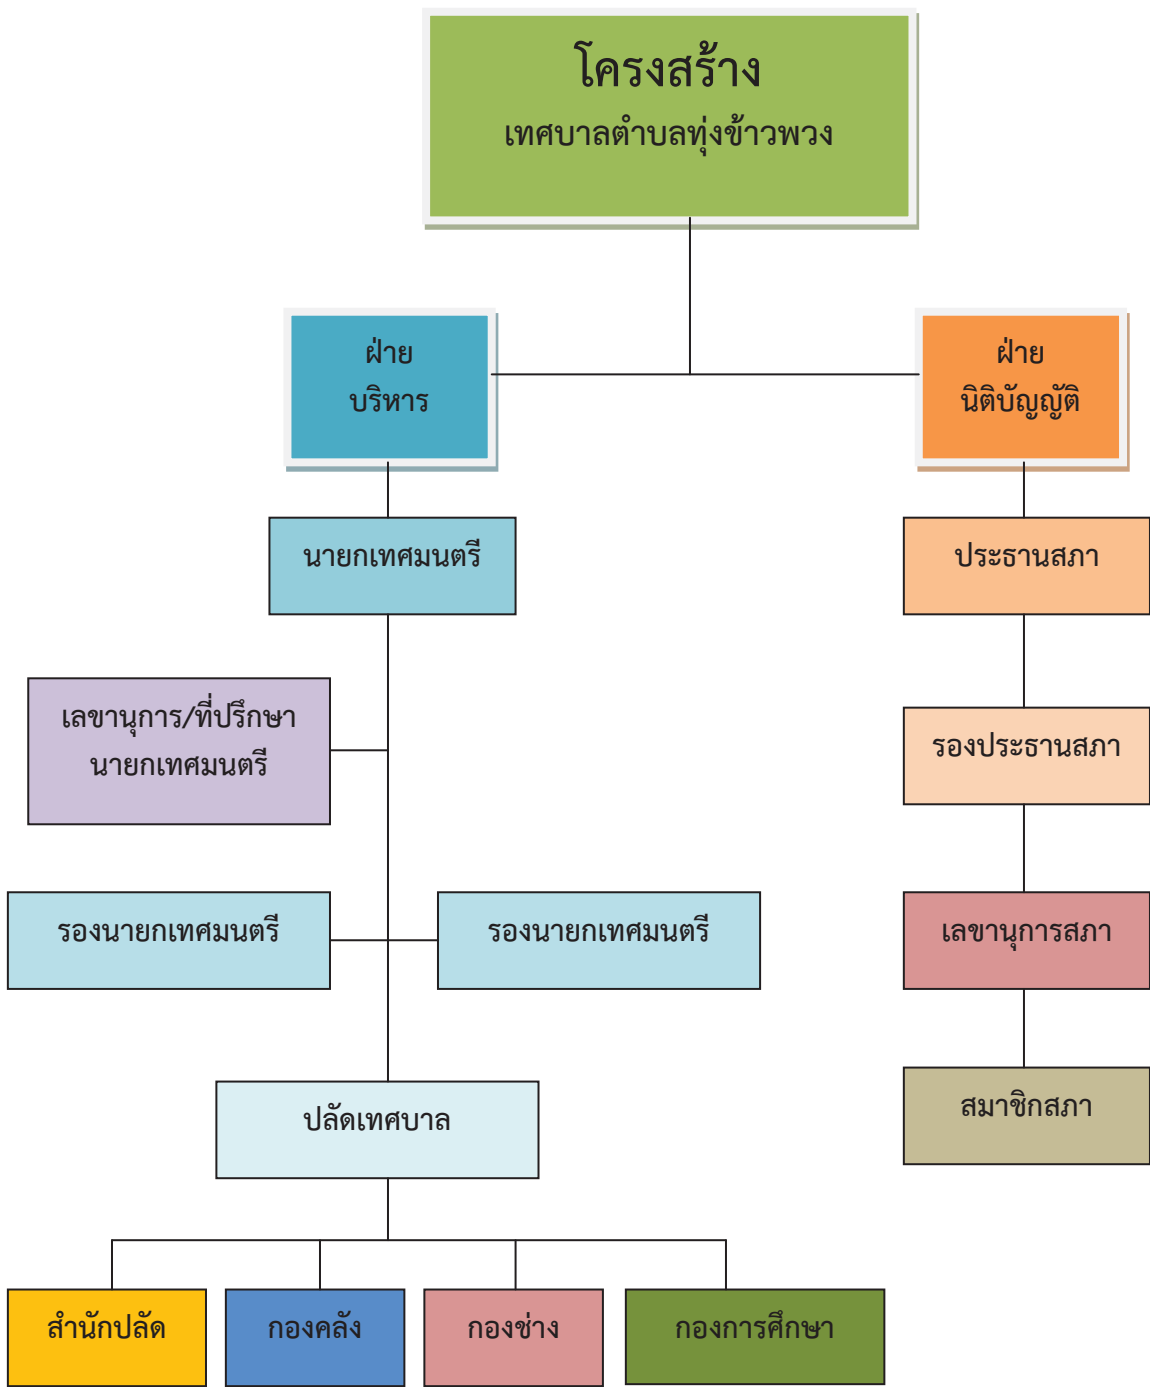 โครงสร้าง
เทศบาลตำบลทุ่งข้าวพวง
ฝ่าย
บริหาร
ฝ่าย
นิติบัญญัติ
นายกเทศมนตรี
ประธานสภา
เลขานุการ/ที่ปรึกษา
นายกเทศมนตรี
รองประธานสภา
รองนายกเทศมนตรี
รองนายกเทศมนตรี
เลขานุการสภา
ปลัดเทศบาล
สมาชิกสภา
สำนักปลัด
กองคลัง
กองช่าง
กองการศึกษา